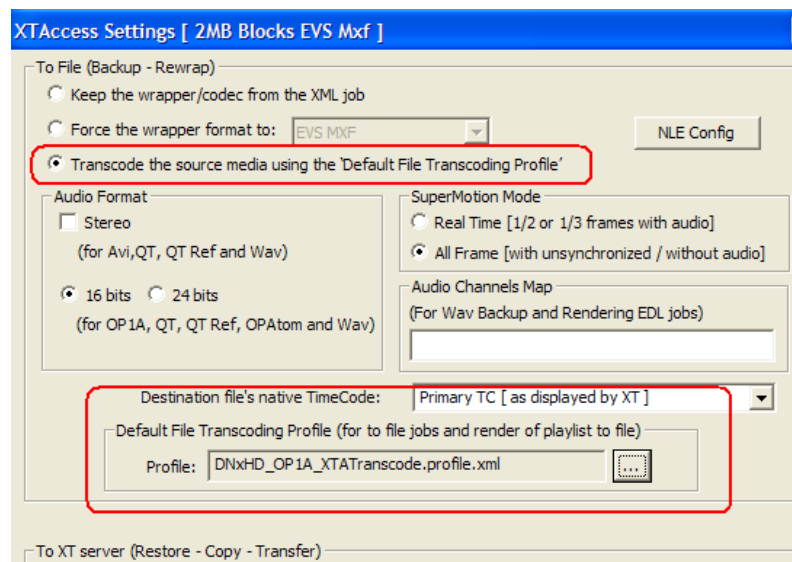 XTAccess Settings [ 2MB Blocks EVS Mxf ]
To File (Backup - Rewrap)
Keep the wrapper/codec from the XML job
Force the wrapper format to: EVS MXF NLE Config
Transcode the source media using the 'Default File Transcoding Profile'
Audio Format
Stereo
(for Avi,QT, QT Ref and Wav)
16 bits 24 bits
(for OP1A, QT, QT Ref, OPAtom and Wav)
SuperMotion Mode
Real Time [1/2 or 1/3 frames with audio]
All Frame [with unsynchronized / without audio]
Audio Channels Map
(For Wav Backup and Rendering EDL jobs)
Destination file's native TimeCode: Primary TC [ as displayed by XT ]
Default File Transcoding Profile (for to file jobs and render of playlist to file)
Profile: DNxHD_OP1A_XTATranscode.profile.xml ...
To XT server (Restore - Copy - Transfer)